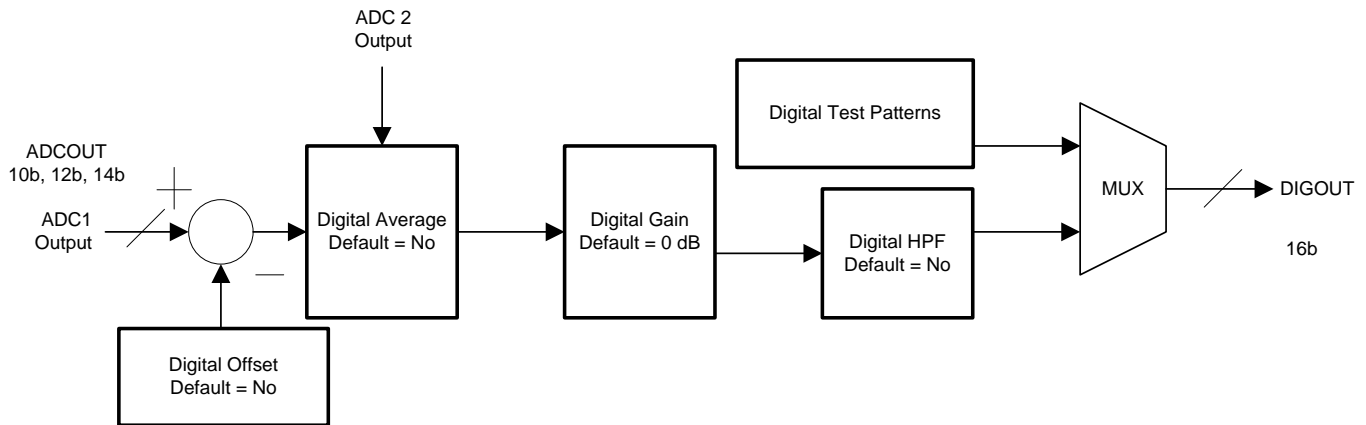 ADC 2
Output
Digital Test Patterns
ADCOUT
10b, 12b, 14b
+
ADC1
Output
Digital Average
Default = No
Digital Gain
Default = 0 dB
Digital HPF
Default = No
MUX
DIGOUT
16b
—
Digital Offset
Default = No